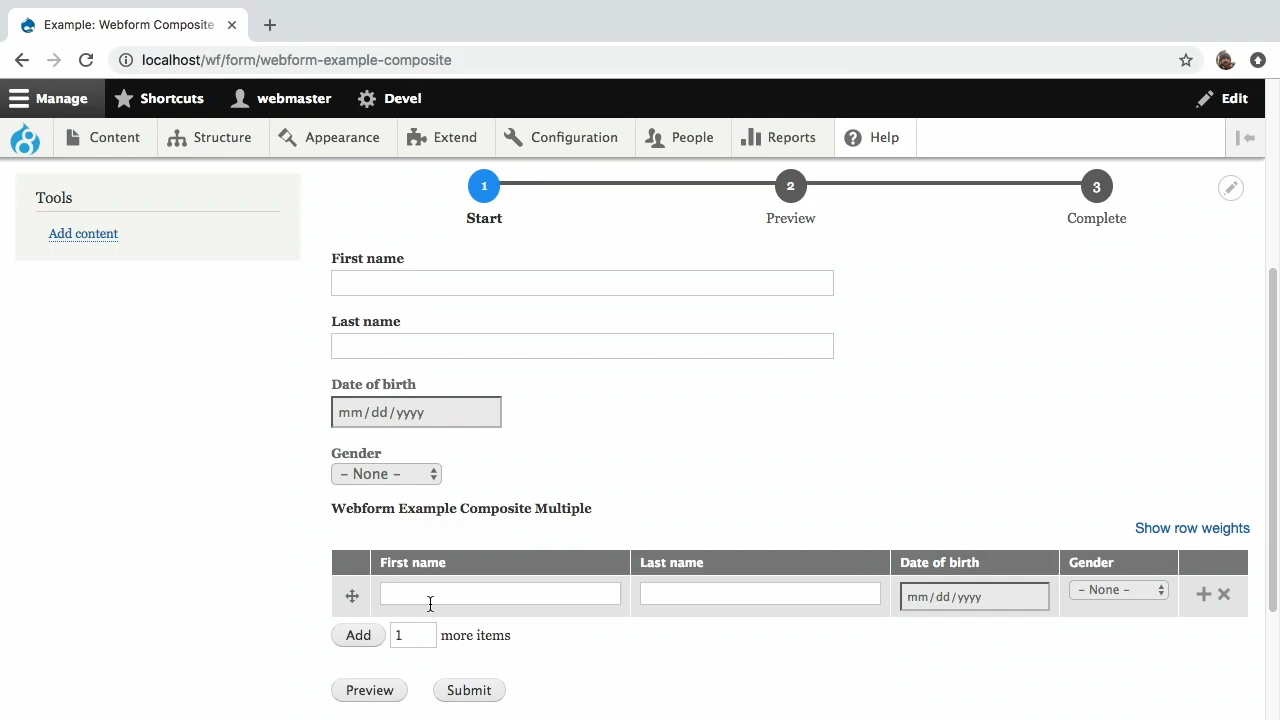 Example: Webform Composite
localhost/wf/form/webform-example-composite
Manage Shortcuts webmaster Devel Edit
Content Structure Appearance Extend Configuration People Reports Help
Tools
Add content
1 2 3
Start Preview Complete
First name
Last name
Date of birth
mm/dd/yyyy
Gender
- None -
Webform Example Composite Multiple
Show row weights
First name Last name Date of birth Gender
mm/dd/yyyy - None -
Add 1 more items
Preview Submit